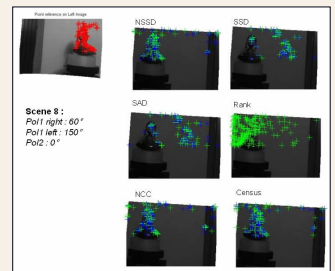 Point reference on Left Image
NSSD
SSD
Scene 8 :
Pol1 right : 60°
Pol1 left : 150°
Pol2 : 0°
SAD
Rank
NCC
Census